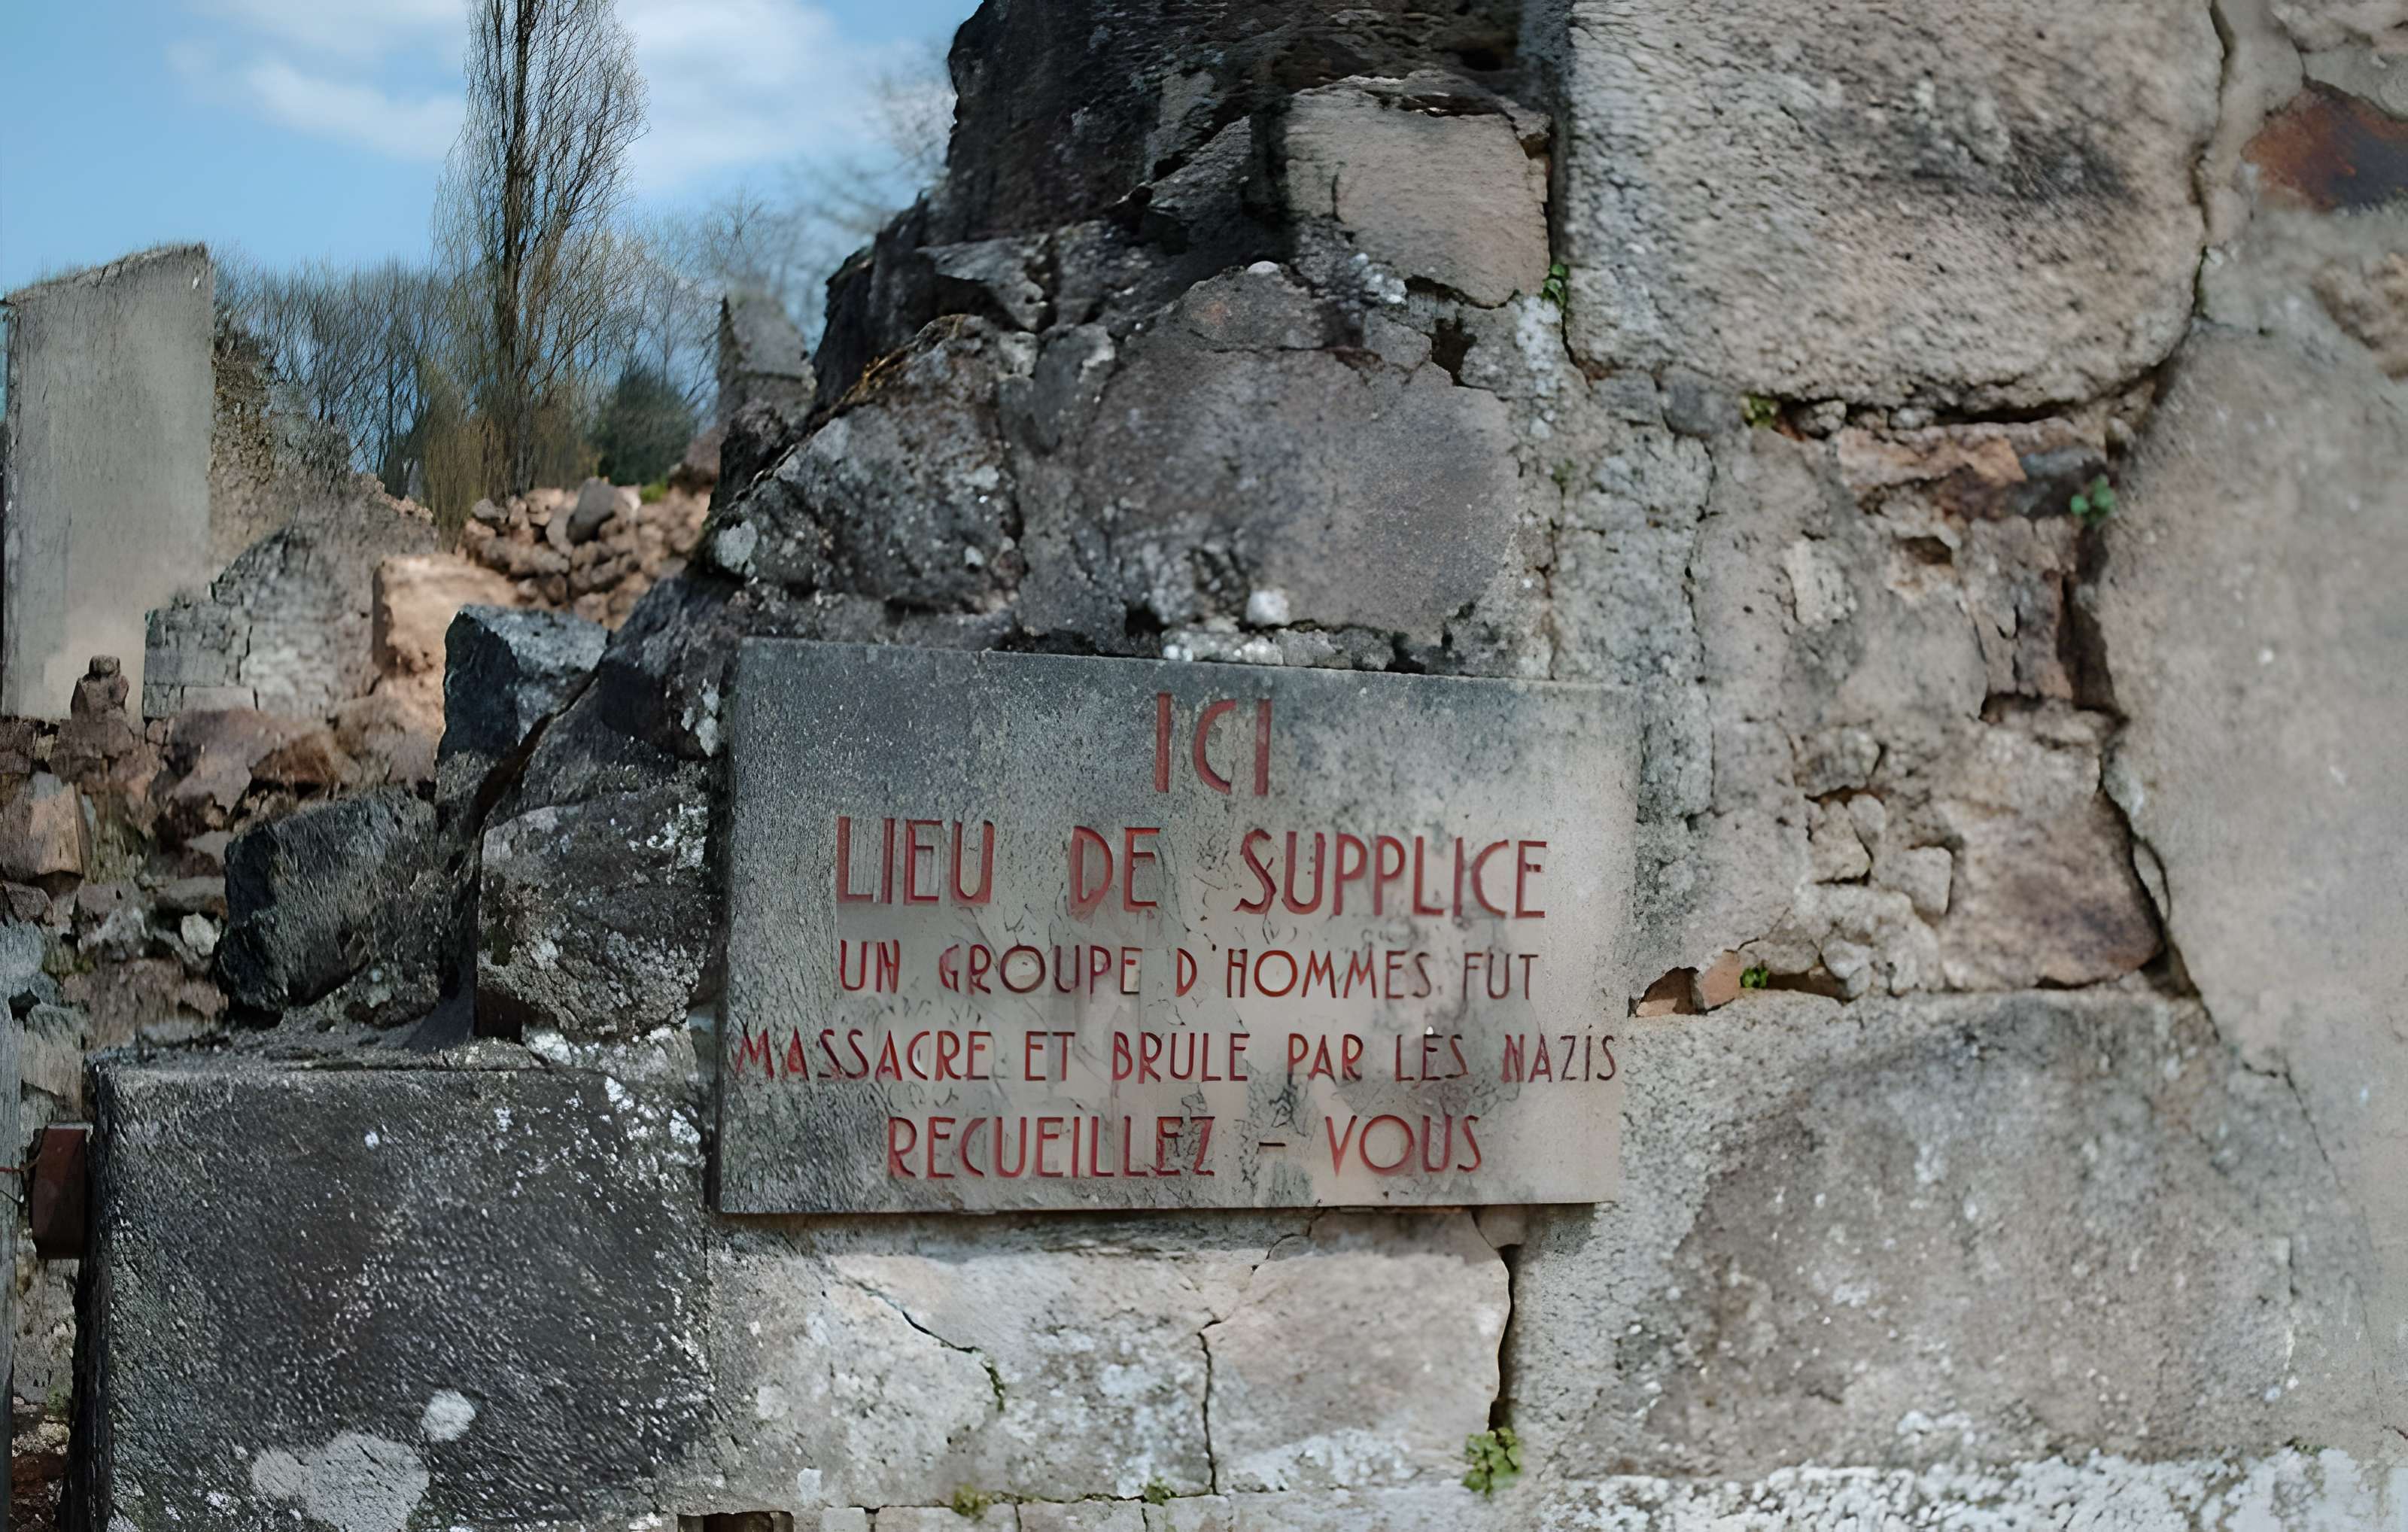 ICI
LIEU DE SUPPLICE
UN GROUPE D'HOMMES FUT
MASSACRE ET BRULE PAR LES NAZIS
RECUEILLEZ - VOUS